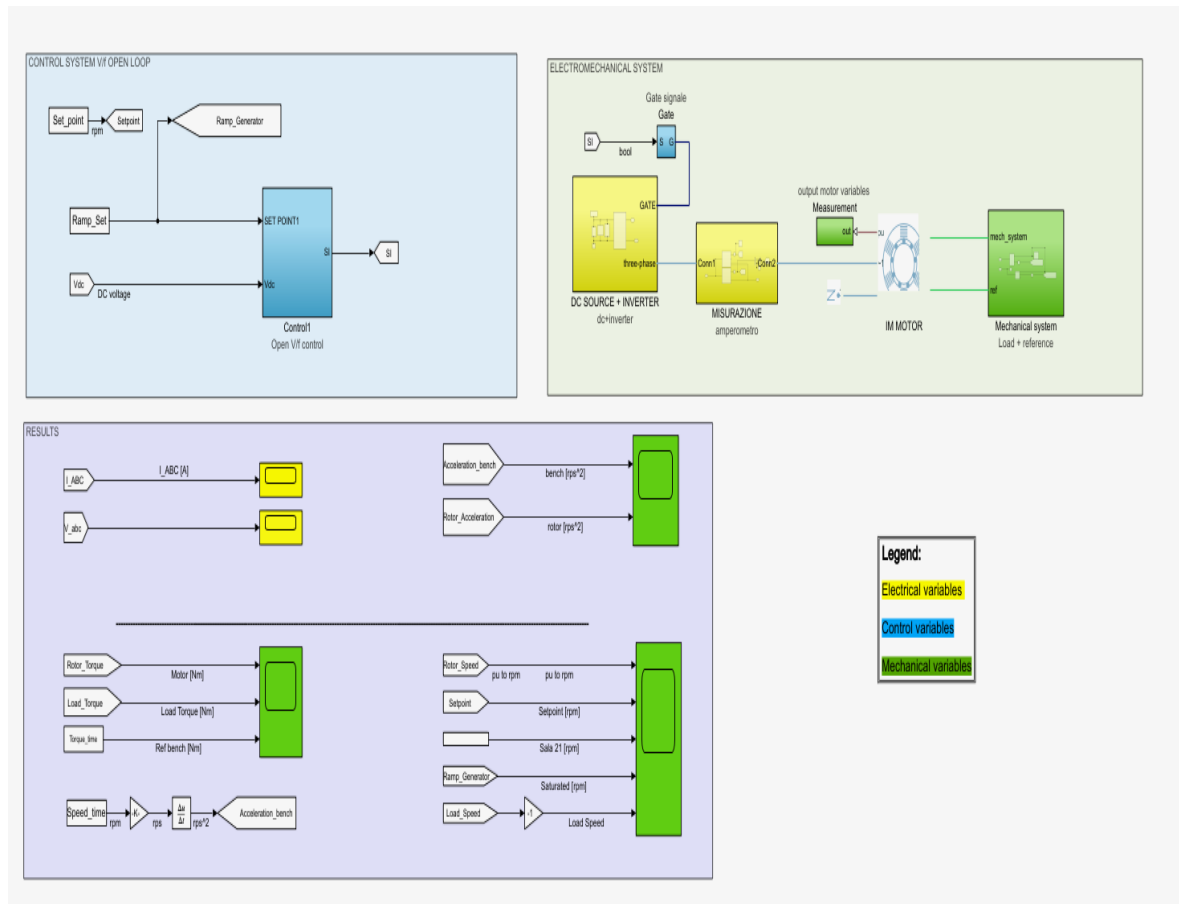 CONTROL SYSTEM V/f OPEN LOOP
Set_point
rpm
Setpoint
Ramp_Generator
Ramp_Set
SET POINT1
SI
SI
Vdc
DC voltage
Vdc
Control1
Open V/f control
ELECTROMECHANICAL SYSTEM
Gate signale
Gate
SI
bool
S G
GATE
three-phase
DC SOURCE + INVERTER
dc+inverter
Conn1
Conn2
MISURAZIONE
amperometro
output motor variables
Measurement
out
IM MOTOR
mech_system
ref
Mechanical system
Load + reference
RESULTS
I_ABC
I_ABC [A]
V_abc
Acceleration_bench
bench [rps^2]
Rotor_Acceleration
rotor [rps^2]
Rotor_Torque
Motor [Nm]
Load_Torque
Load Torque [Nm]
Torque_time
Ref bench [Nm]
Speed_time
rpm
-K-
rps
Δu
Δt
rps^2
Acceleration_bench
Rotor_Speed
pu to rpm
pu to rpm
Setpoint
Setpoint [rpm]
Sala 21 [rpm]
Ramp_Generator
Saturated [rpm]
Load_Speed
-1
Load Speed
Legend:
Electrical variables
Control variables
Mechanical variables